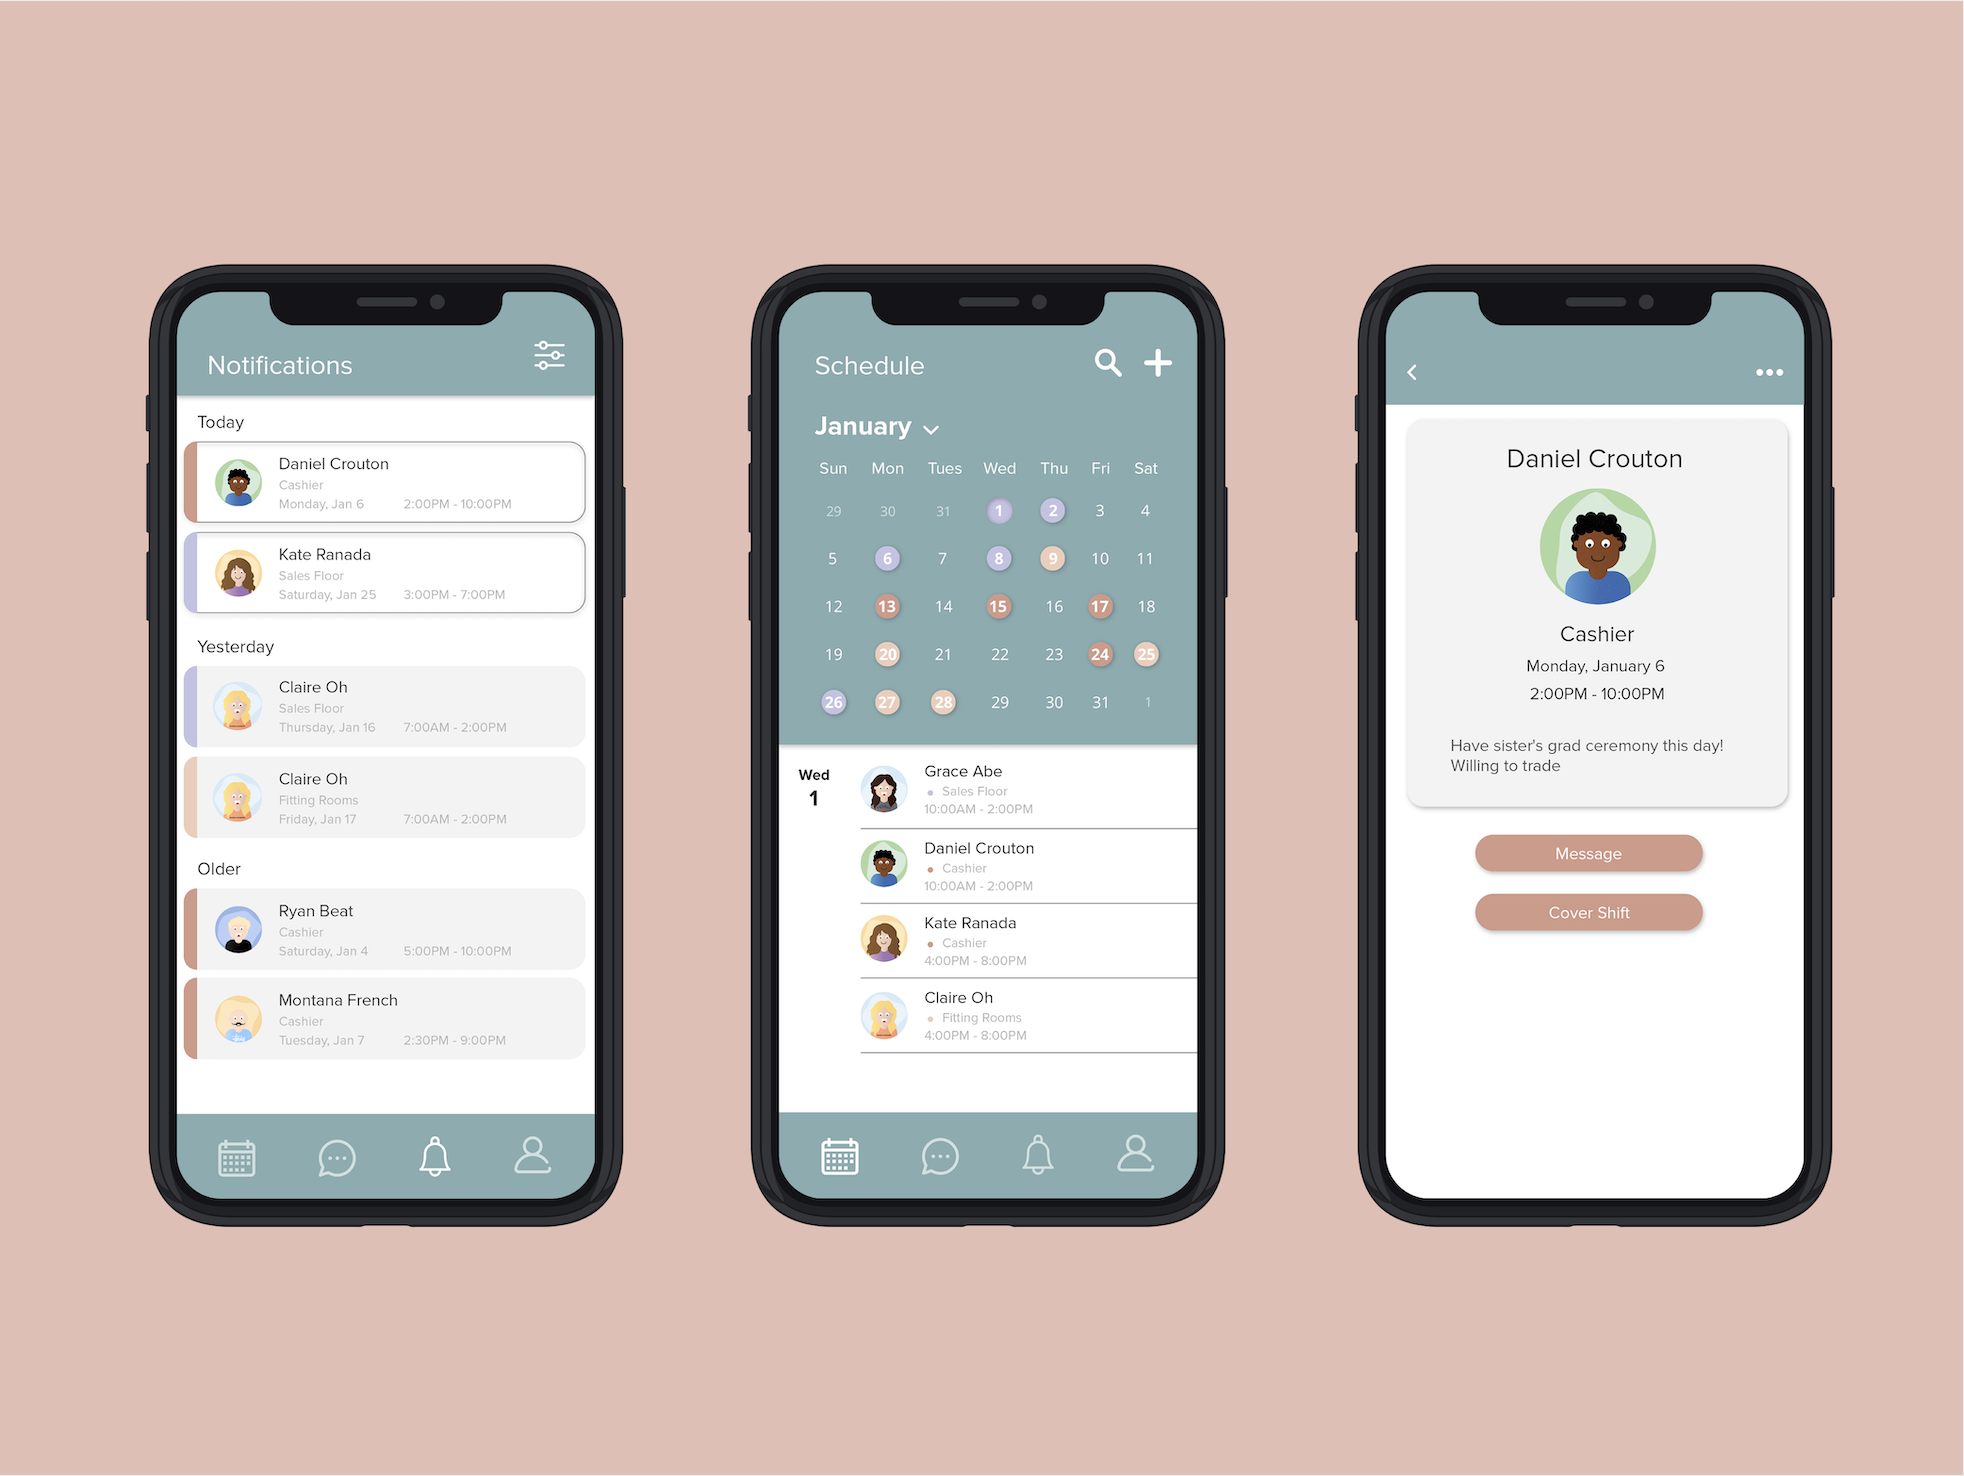 Notifications
Today
Daniel Crouton
Cashier
Monday, Jan 6 2:00PM - 10:00PM
Kate Ranada
Sales Floor
Saturday, Jan 25 3:00PM - 7:00PM
Yesterday
Claire Oh
Sales Floor
Thursday, Jan 16 7:00AM - 2:00PM
Claire Oh
Fitting Rooms
Friday, Jan 17 7:00AM - 2:00PM
Older
Ryan Beat
Cashier
Saturday, Jan 4 5:00PM - 10:00PM
Montana French
Cashier
Tuesday, Jan 7 2:30PM - 9:00PM
Schedule
January
Sun Mon Tues Wed Thu Fri Sat
29 30 31 1 2 3 4
5 6 7 8 9 10 11
12 13 14 15 16 17 18
19 20 21 22 23 24 25
26 27 28 29 30 31 1
Wed
1
Grace Abe
Sales Floor
10:00AM - 2:00PM
Daniel Crouton
Cashier
10:00AM - 2:00PM
Kate Ranada
Cashier
4:00PM - 8:00PM
Claire Oh
Fitting Rooms
4:00PM - 8:00PM
Daniel Crouton
Cashier
Monday, January 6
2:00PM - 10:00PM
Have sister's grad ceremony this day!
Willing to trade
Message
Cover Shift